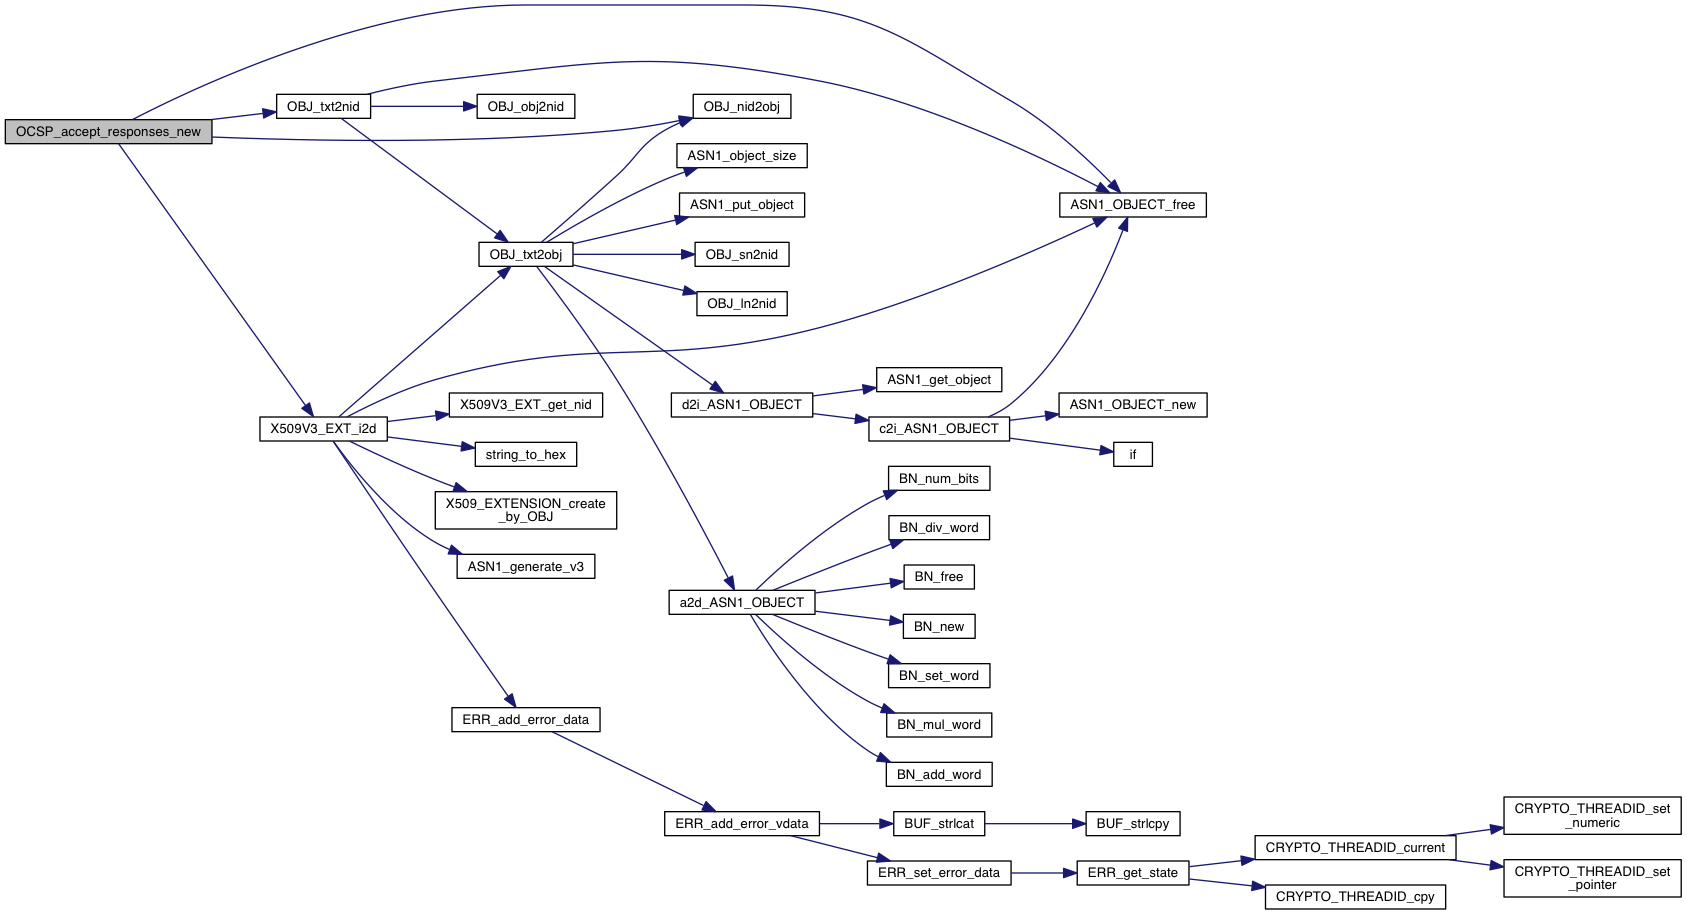 OCSP_accept_responses_new
OBJ_txt2nid
OBJ_obj2nid
OBJ_nid2obj
ASN1_object_size
ASN1_put_object
ASN1_OBJECT_free
OBJ_txt2obj
OBJ_sn2nid
OBJ_ln2nid
d2i_ASN1_OBJECT
ASN1_get_object
c2i_ASN1_OBJECT
ASN1_OBJECT_new
if
X509V3_EXT_i2d
X509V3_EXT_get_nid
string_to_hex
X509_EXTENSION_create
_by_OBJ
ASN1_generate_v3
a2d_ASN1_OBJECT
BN_num_bits
BN_div_word
BN_free
BN_new
BN_set_word
BN_mul_word
BN_add_word
ERR_add_error_data
ERR_add_error_vdata
BUF_strlcat
BUF_strlcpy
ERR_set_error_data
ERR_get_state
CRYPTO_THREADID_current
CRYPTO_THREADID_set
_numeric
CRYPTO_THREADID_set
_pointer
CRYPTO_THREADID_cpy